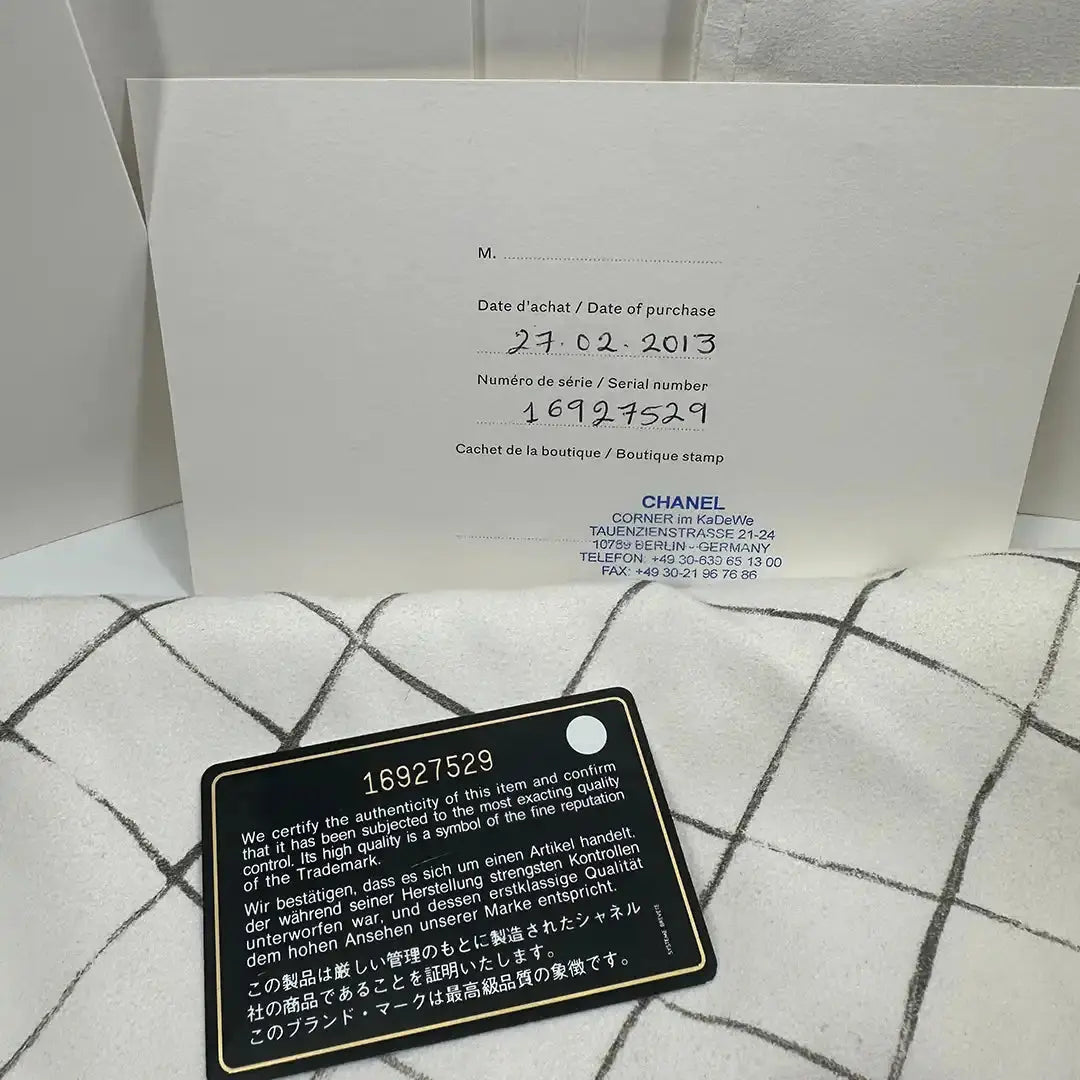 M.
Date d'achat / Date of purchase
27.02.2013
Numéro de série / Serial number
16927529
Cachet de la boutique / Boutique stamp
CHANEL
CORNER im KaDeWe
TAUENZIENSTRASSE 21-24
10789 BERLIN - GERMANY
TELEFON: +49 30-639 65 13 00
FAX: +49 30-21 96 76 86
16927529
We certify the authenticity of this item and confirm
that it has been subjected to the most exacting quality
control. Its high quality is a symbol of the fine reputation
of the Trademark.
Wir bestätigen, dass es sich um einen Artikel handelt,
der während seiner Herstellung strengsten Kontrollen
unterworfen war, und dessen erstklassige Qualität
dem hohen Ansehen unserer Marke entspricht.
この製品は厳しい管理のもとに製造されたシャネル
社の商品であることを証明いたします。
このブランド・マークは最高級品質の象徴です。